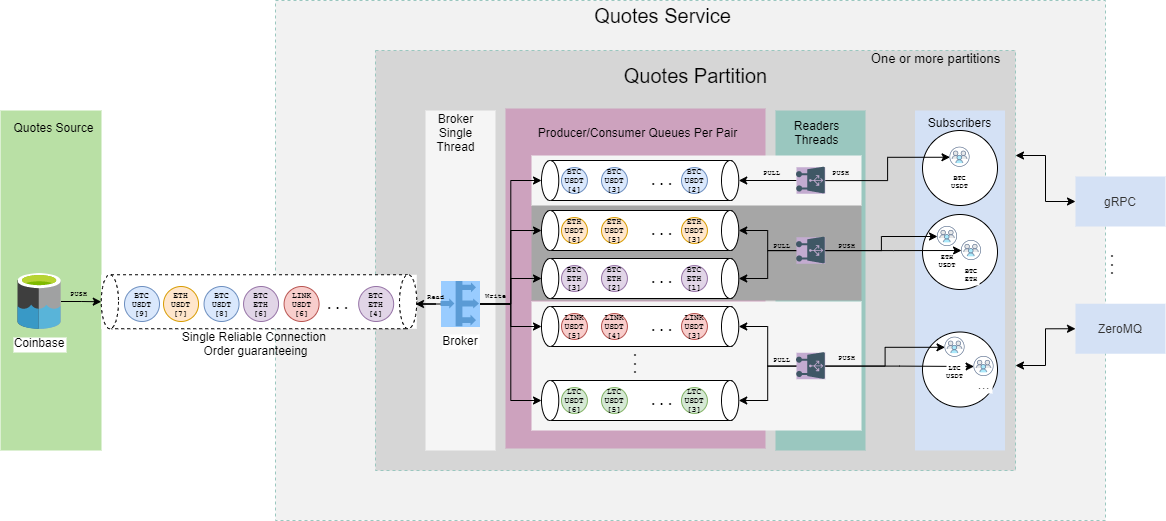 Quotes Service
One or more partitions
Quotes Partition
Quotes Source
Broker
Single
Thread
Producer/Consumer Queues Per Pair
Readers
Threads
Subscribers
BTC
USDT
[4]
BTC
USDT
[3]
...
BTC
USDT
[2]
PULL
PUSH
BTC
USDT
gRPC
ETH
USDT
[6]
ETH
USDT
[5]
...
ETH
USDT
[3]
PULL
PUSH
ETH
USDT
BTC
ETH
BTC
ETH
[3]
BTC
ETH
[2]
...
BTC
ETH
[1]
PUSH
BTC
USDT
[9]
ETH
USDT
[7]
BTC
USDT
[8]
BTC
ETH
[6]
LINK
USDT
[6]
...
BTC
ETH
[4]
Read
Write
Coinbase
Single Reliable Connection
Order guaranteeing
Broker
LINK
USDT
[5]
LINK
USDT
[4]
...
LINK
USDT
[3]
ZeroMQ
PULL
PUSH
LTC
USDT
...
LTC
USDT
[6]
LTC
USDT
[5]
...
LTC
USDT
[3]